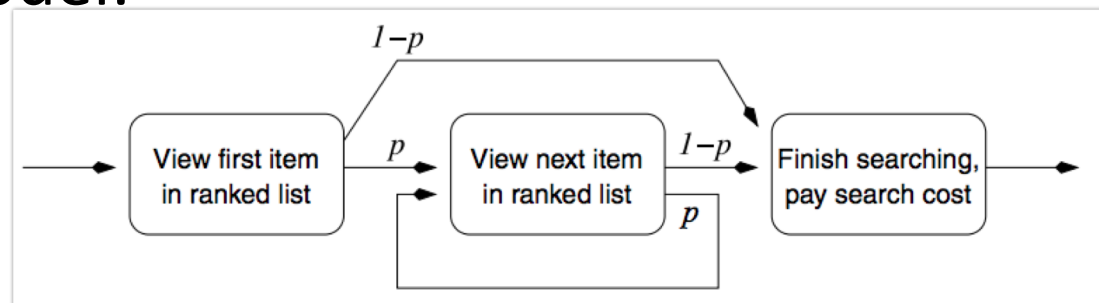 1−p
View first item
in ranked list
p
View next item
in ranked list
1−p
p
Finish searching,
pay search cost